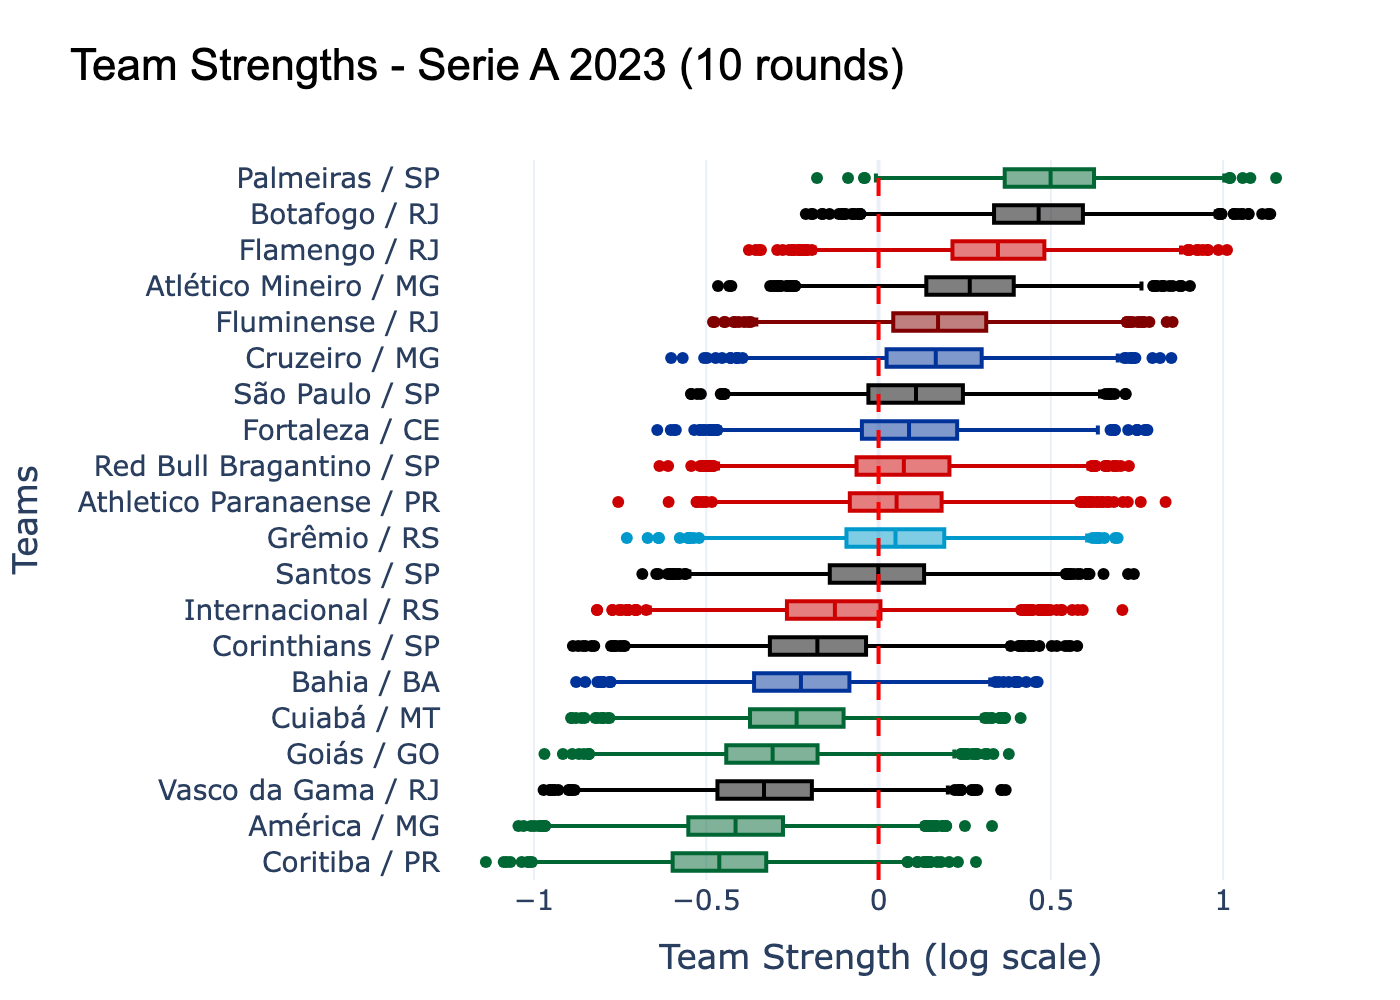 Team Strengths - Serie A 2023 (10 rounds)
Palmeiras / SP
Botafogo / RJ
Flamengo / RJ
Atlético Mineiro / MG
Fluminense / RJ
Cruzeiro / MG
São Paulo / SP
Fortaleza / CE
Red Bull Bragantino / SP
Athletico Paranaense / PR
Grêmio / RS
Santos / SP
Internacional / RS
Corinthians / SP
Bahia / BA
Cuiabá / MT
Goiás / GO
Vasco da Gama / RJ
América / MG
Coritiba / PR
Teams
−1 −0.5 0 0.5 1
Team Strength (log scale)